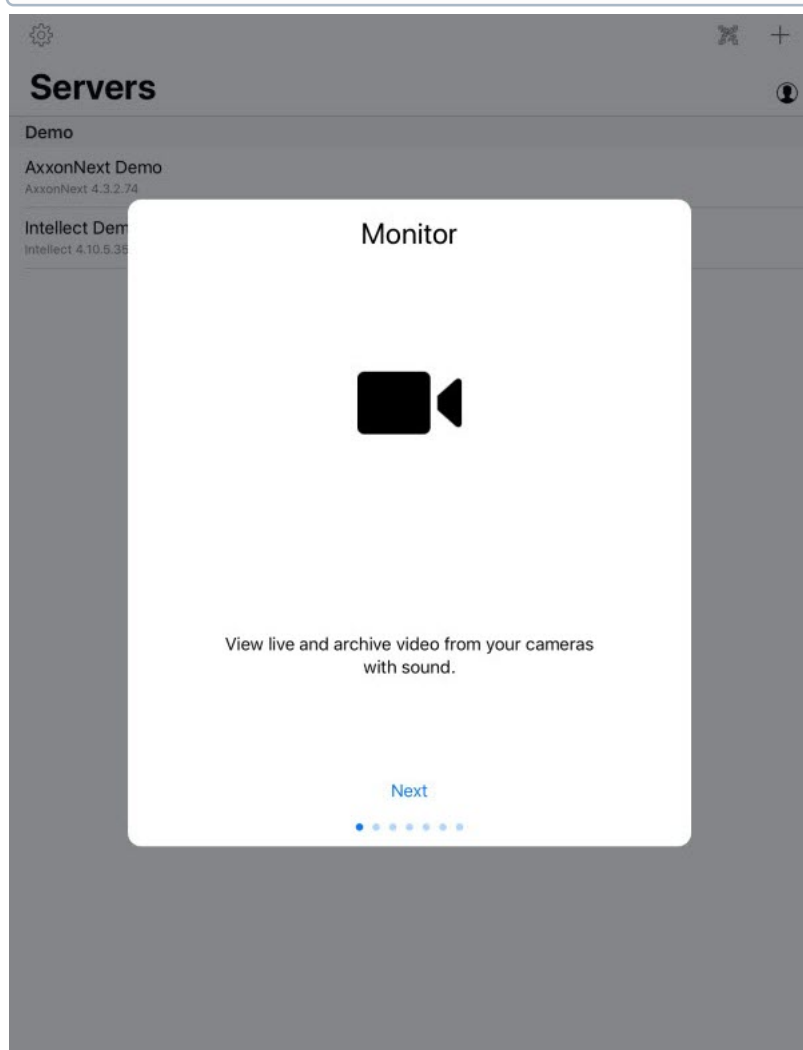 Servers
Demo
AxxonNext Demo
AxxonNext 4.3.2.74
Intellect Dem
Intellect 4.10.5.35
Monitor
View live and archive video from your cameras
with sound.
Next